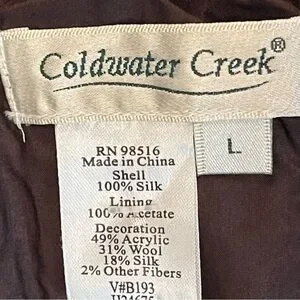 Coldwater Creek®
L
RN 98516
Made in China
Shell
100% Silk
Lining
100% Acetate
Decoration
49% Acrylic
31% Wool
18% Silk
2% Other Fibers
V#B193